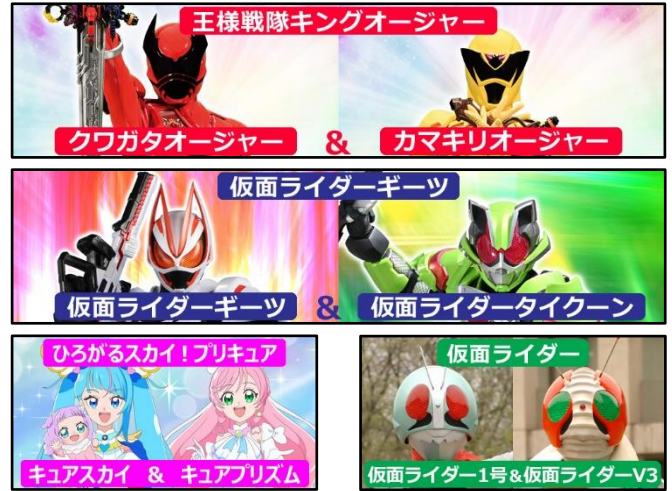 王様戦隊キングオージャー
クワガタオージャー & カマキリオージャー
仮面ライダーギーツ
仮面ライダーギーツ & 仮面ライダータイクーン
ひろがるスカイ!プリキュア
キュアスカイ & キュアプリズム
仮面ライダー
仮面ライダー1号&仮面ライダーV3